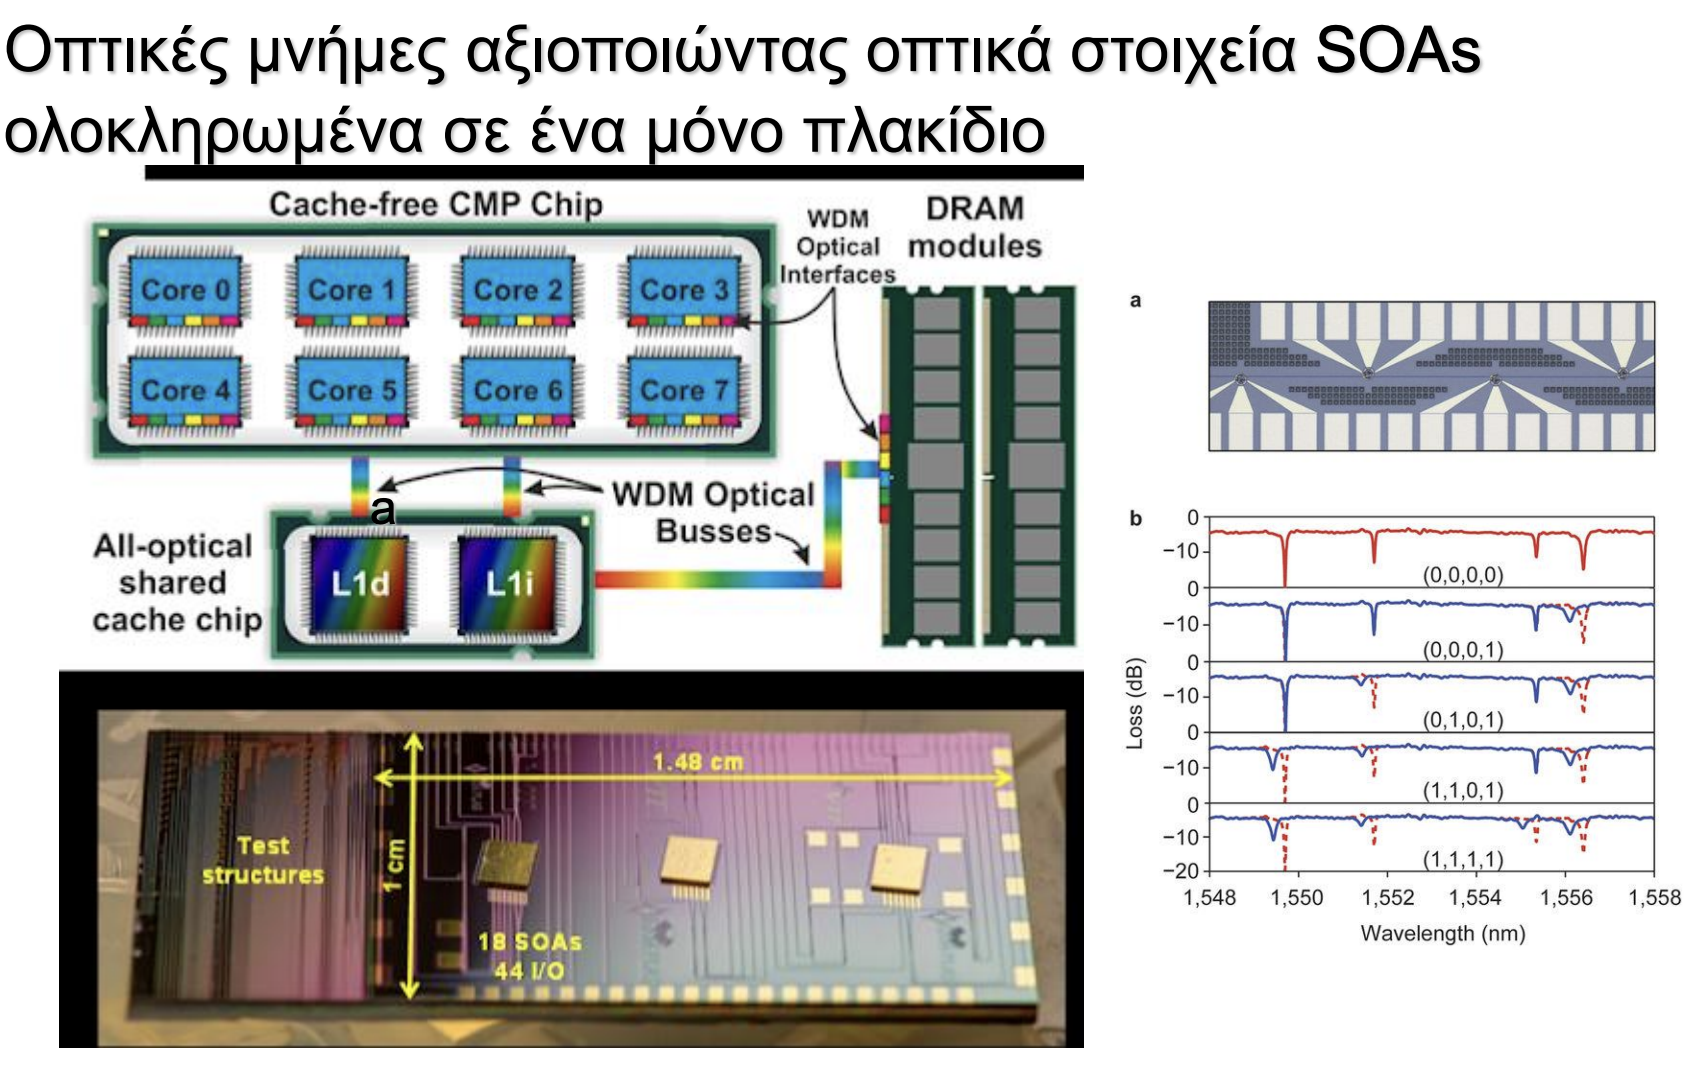 Οπτικές μνήμες αξιοποιώντας οπτικά στοιχεία SOAs
ολοκληρωμένα σε ένα μόνο πλακίδιο
Cache-free CMP Chip
Core 0
Core 1
Core 2
Core 3
Core 4
Core 5
Core 6
Core 7
WDM
Optical
Interfaces
DRAM
modules
a
WDM Optical
Busses
All-optical
shared
cache chip
L1d
L1i
Test
structures
1.48 cm
1 cm
18 SOAs
44 I/O
a
b
0
−10
(0,0,0,0)
0
−10
(0,0,0,1)
0
−10
(0,1,0,1)
0
−10
(1,1,0,1)
0
−10
(1,1,1,1)
−20
Loss (dB)
1,548
1,550
1,552
1,554
1,556
1,558
Wavelength (nm)